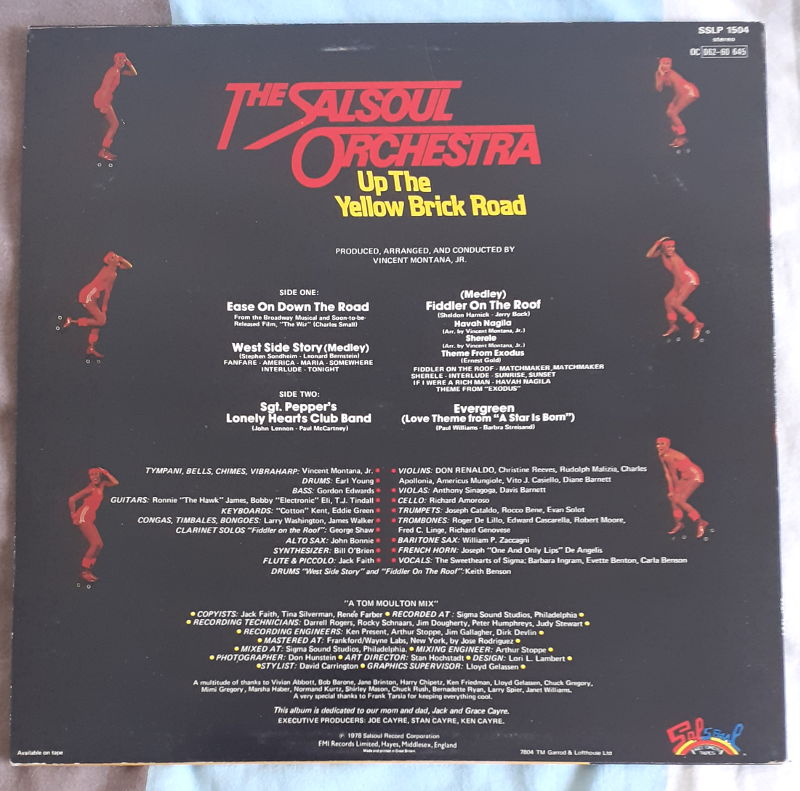 SSLP 1504
stereo
OC 062-60 645
THE SALSOUL
ORCHESTRA
Up The
Yellow Brick Road
PRODUCED, ARRANGED, AND CONDUCTED BY
VINCENT MONTANA, JR.
SIDE ONE:
Ease On Down The Road
From the Broadway Musical and Soon-to-be-
Released Film, "The Wiz" (Charles Small)
West Side Story (Medley)
(Stephen Sondheim - Leonard Bernstein)
FANFARE - AMERICA - MARIA - SOMEWHERE
INTERLUDE - TONIGHT
SIDE TWO:
Sgt. Pepper's
Lonely Hearts Club Band
(John Lennon - Paul McCartney)
(Medley)
Fiddler On The Roof
(Sheldon Harnick - Jerry Bock)
Havah Nagila
(Arr. by Vincent Montana, Jr.)
Sherele
(Arr. by Vincent Montana, Jr.)
Theme From Exodus
(Ernest Gold)
FIDDLER ON THE ROOF - MATCHMAKER, MATCHMAKER
SHERELE - INTERLUDE - SUNRISE, SUNSET
IF I WERE A RICH MAN - HAVAH NAGILA
THEME FROM "EXODUS"
Evergreen
(Love Theme from "A Star Is Born")
(Paul Williams - Barbra Streisand)
TYMPANI, BELLS, CHIMES, VIBRAHARP: Vincent Montana, Jr.
DRUMS: Earl Young
BASS: Gordon Edwards
GUITARS: Ronnie "The Hawk" James, Bobby "Electronic" Eli, T.J. Tindall
KEYBOARDS: "Cotton" Kent, Eddie Green
CONGAS, TIMBALES, BONGOES: Larry Washington, James Walker
CLARINET SOLOS "Fiddler on the Roof": George Shaw
ALTO SAX: John Bonnie
SYNTHESIZER: Bill O'Brien
FLUTE & PICCOLO: Jack Faith
DRUMS "West Side Story" and "Fiddler On The Roof": Keith Benson
VIOLINS: DON RENALDO, Christine Reeves, Rudolph Malizia, Charles
Apollonia, Americus Mungiole, Vito J. Casiello, Diane Barnett
VIOLAS: Anthony Sinagoga, Davis Barnett
CELLO: Richard Amoroso
TRUMPETS: Joseph Cataldo, Rocco Bene, Evan Solot
TROMBONES: Roger De Lillo, Edward Cascarella, Robert Moore,
Fred C. Linge, Richard Genovese
BARITONE SAX: William P. Zaccagni
FRENCH HORN: Joseph "One And Only Lips" De Angelis
VOCALS: The Sweethearts of Sigma: Barbara Ingram, Evette Benton, Carla Benson
"A TOM MOULTON MIX"
COPYISTS: Jack Faith, Tina Silverman, Rene's Farber RECORDED AT: Sigma Sound Studios, Philadelphia
RECORDING TECHNICIANS: Darrell Rogers, Rocky Schnaars, Jim Dougherty, Peter Humphreys, Judy Stewart
RECORDING ENGINEERS: Ken Present, Arthur Stoppe, Jim Gallagher, Dirk Devlin
MASTERED AT: Frankford/Wayne Labs, New York, by Jose Rodriguez
MIXED AT: Sigma Sound Studios, Philadelphia. MIXING ENGINEER: Arthur Stoppe
PHOTOGRAPHER: Don Hunstein ART DIRECTOR: Stan Hochstadt DESIGN: Lori L. Lambert
STYLIST: David Carrington GRAPHICS SUPERVISOR: Lloyd Gelassen
A multitude of thanks to Vivian Abbott, Bob Barone, Jane Brinton, Harry Chipetz, Ken Friedman, Lloyd Gelassen, Chuck Gregory,
Mimi Gregory, Marsha Haber, Normand Kurtz, Shirley Mason, Chuck Rush, Bernadette Ryan, Larry Spier, Janet Williams.
A very special thanks to Frank Tarsia for keeping everything cool.
This album is dedicated to our mom and dad, Jack and Grace Cayre.
EXECUTIVE PRODUCERS: JOE CAYRE, STAN CAYRE, KEN CAYRE.
℗ 1978 Salsoul Record Corporation
EMI Records Limited, Hayes, Middlesex, England
Made and printed in Great Britain
Available on tape
7804 TM Garrod & Lofthouse Ltd
Salsoul
RECORDS
TAPES